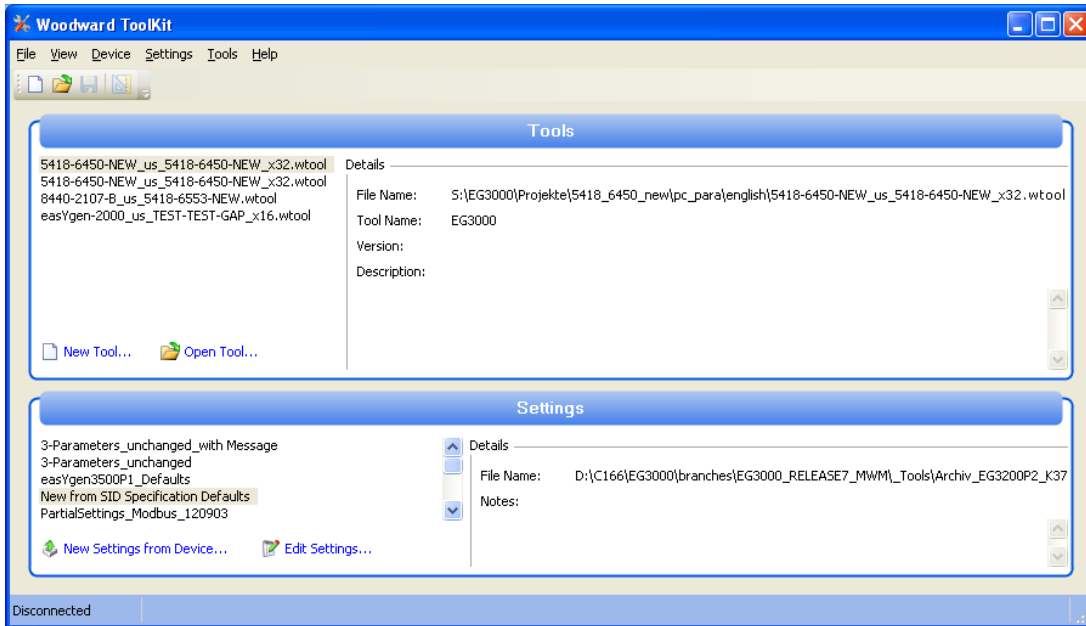 Woodward ToolKit
File View Device Settings Tools Help
Tools
5418-6450-NEW_us_5418-6450-NEW_x32.wtool
5418-6450-NEW_us_5418-6450-NEW_x32.wtool
8440-2107-B_us_5418-6553-NEW.wtool
easYgen-2000_us_TEST-TEST-GAP_x16.wtool
New Tool...
Open Tool...
Details
File Name: S:\EG3000\Projekte\5418_6450_new\pc_para\english\5418-6450-NEW_us_5418-6450-NEW_x32.wtool
Tool Name: EG3000
Version:
Description:
Settings
3-Parameters_unchanged_with Message
3-Parameters_unchanged
easYgen3500P1_Defaults
New from SID Specification Defaults
PartialSettings_Modbus_120903
New Settings from Device...
Edit Settings...
Details
File Name: D:\C166\EG3000\branches\EG3000_RELEASE7_MWM\_Tools\Archiv_EG3200P2_K37
Notes:
Disconnected